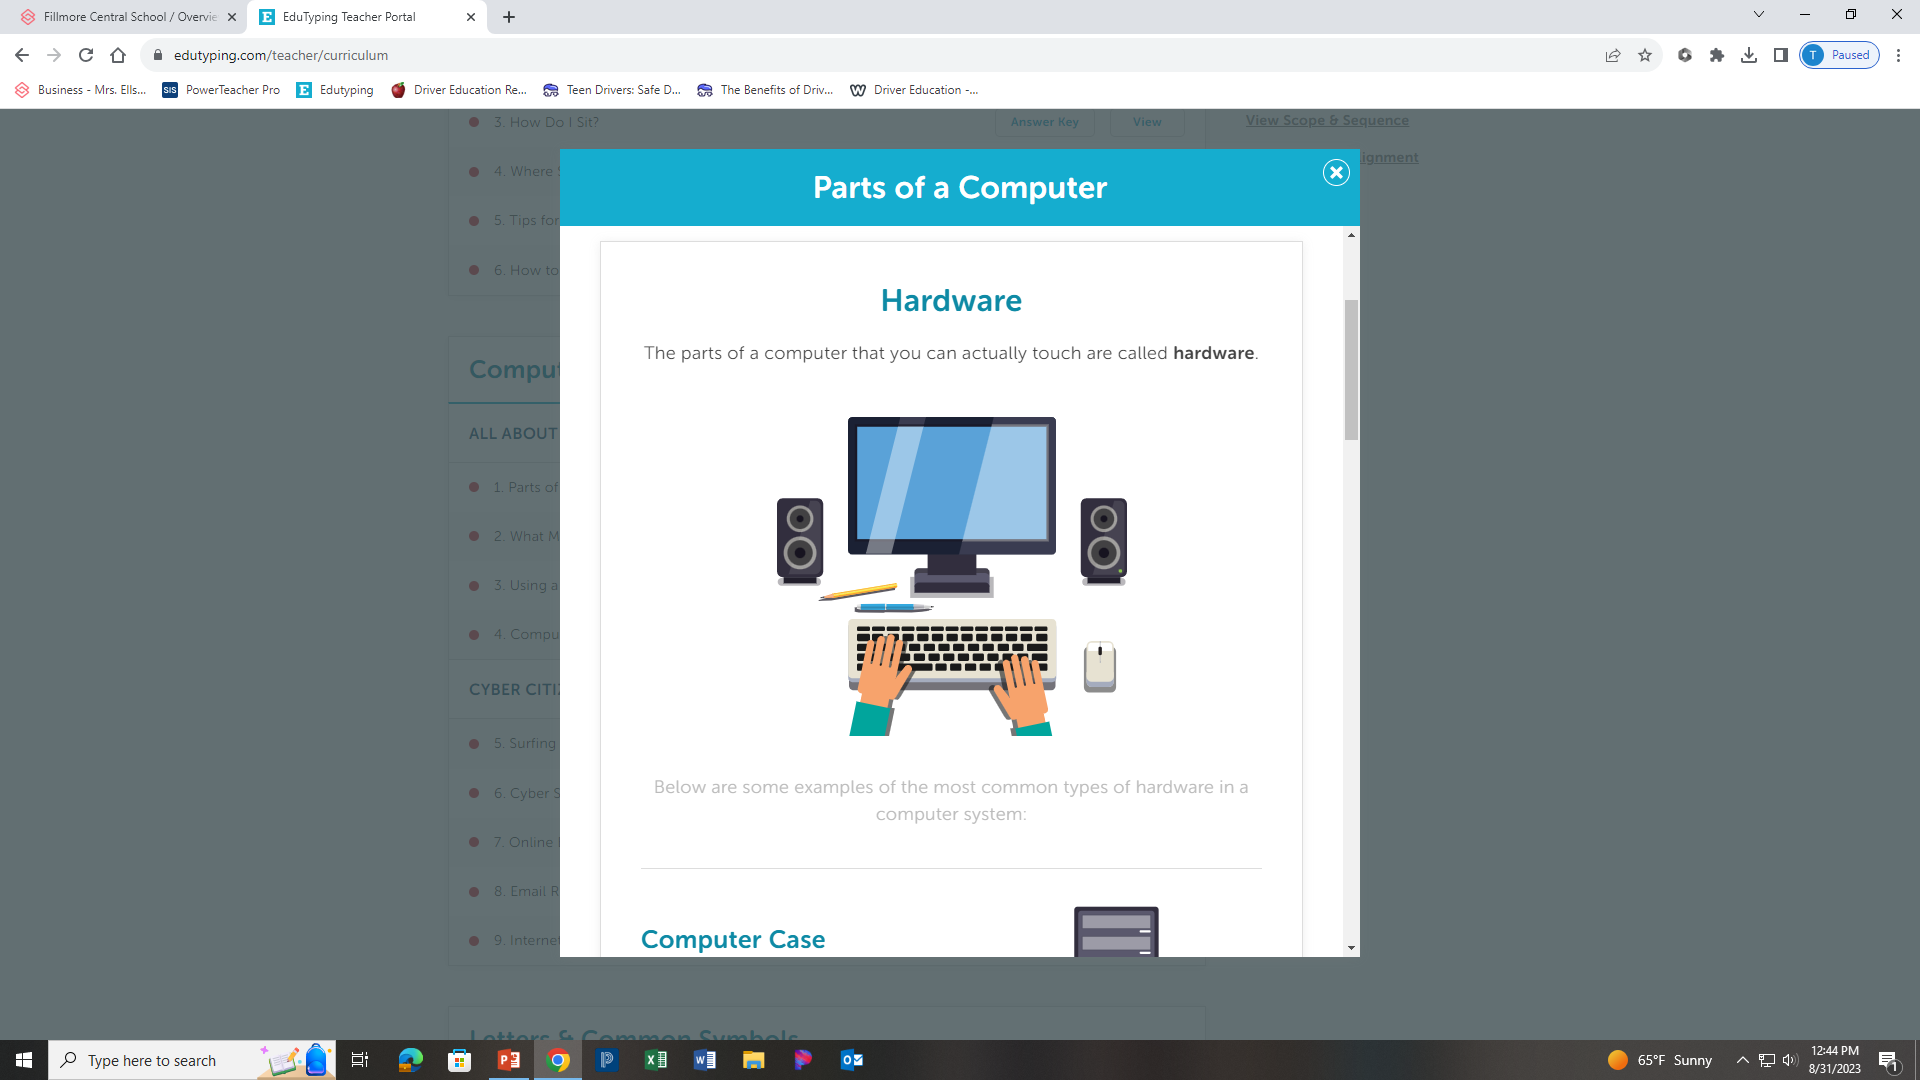 Fillmore Central School / Overvie
EduTyping Teacher Portal
edutyping.com/teacher/curriculum
T Paused
Business - Mrs. Ells...
SIS PowerTeacher Pro
E Edutyping
Driver Education Re...
Teen Drivers: Safe D...
The Benefits of Driv...
W Driver Education -...
3. How Do I Sit?
Answer Key
View
View Scope & Sequence
4. Where
ignment
5. Tips for
6. How to
Comput
ALL ABOUT
1. Parts of
2. What M
3. Using a
4. Compu
CYBER CITI
5. Surfing
6. Cyber S
7. Online
8. Email R
9. Internet
Parts of a Computer
Hardware
The parts of a computer that you can actually touch are called hardware.
Below are some examples of the most common types of hardware in a
computer system:
Computer Case
Letters & Common Symbols
Type here to search
65°F Sunny
12:44 PM
8/31/2023
1